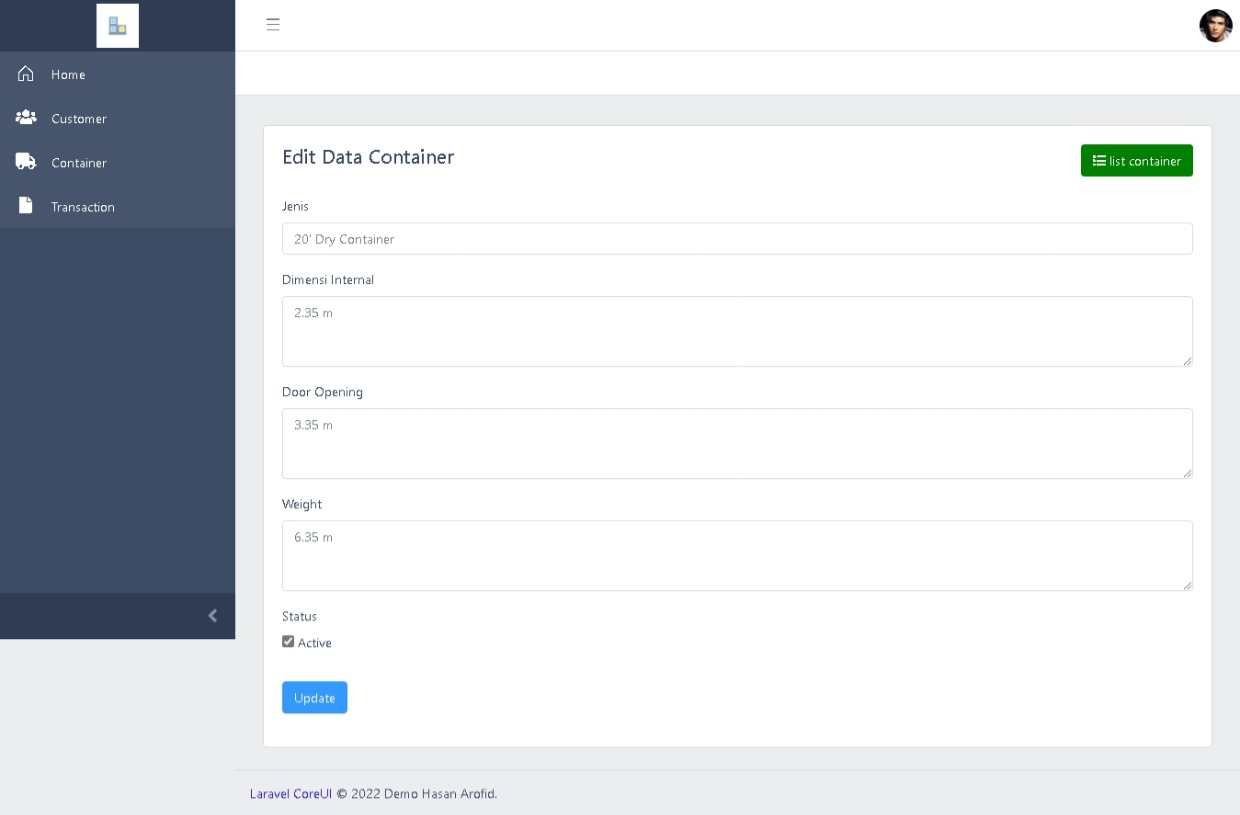 Home
Customer
Container
Transaction
Edit Data Container
list container
Jenis
20' Dry Container
Dimensi Internal
2.35 m
Door Opening
3.35 m
Weight
6.35 m
Status
Active
Update
Laravel CoreUI © 2022 Demo Hasan Arofid.